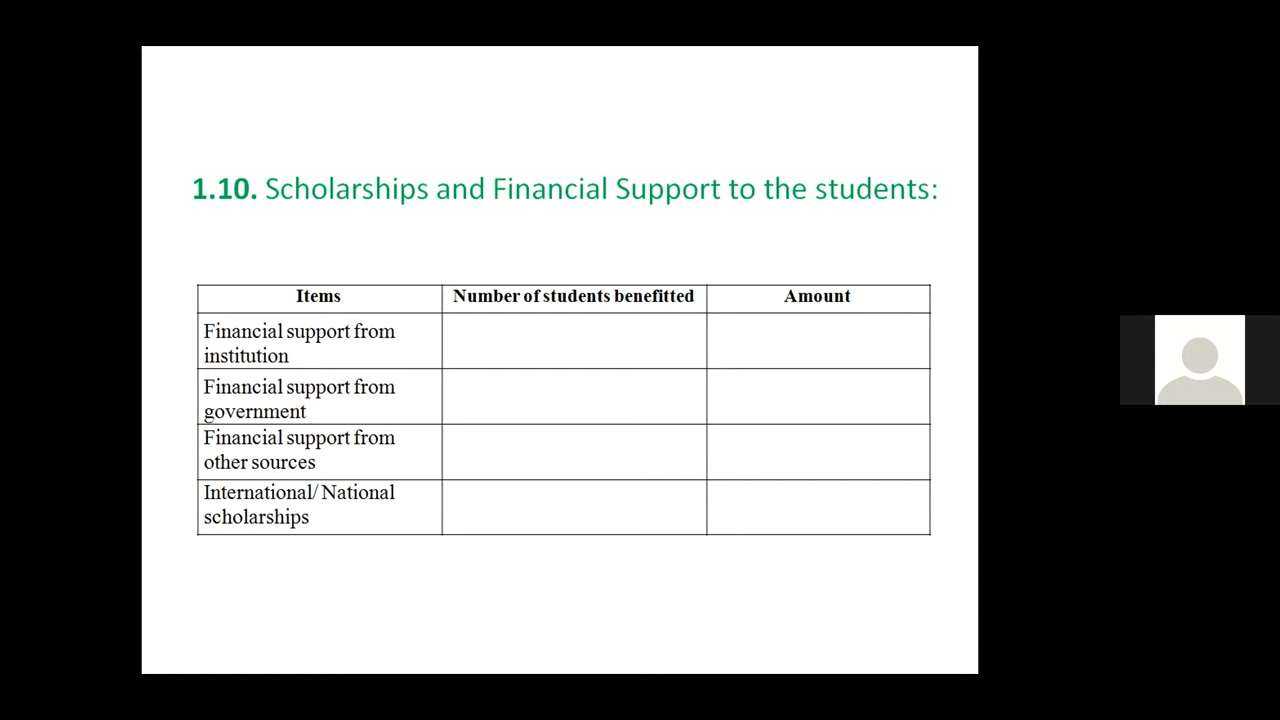 1.10. Scholarships and Financial Support to the students:
Items Number of students benefitted Amount
Financial support from
institution
Financial support from
government
Financial support from
other sources
International/ National
scholarships